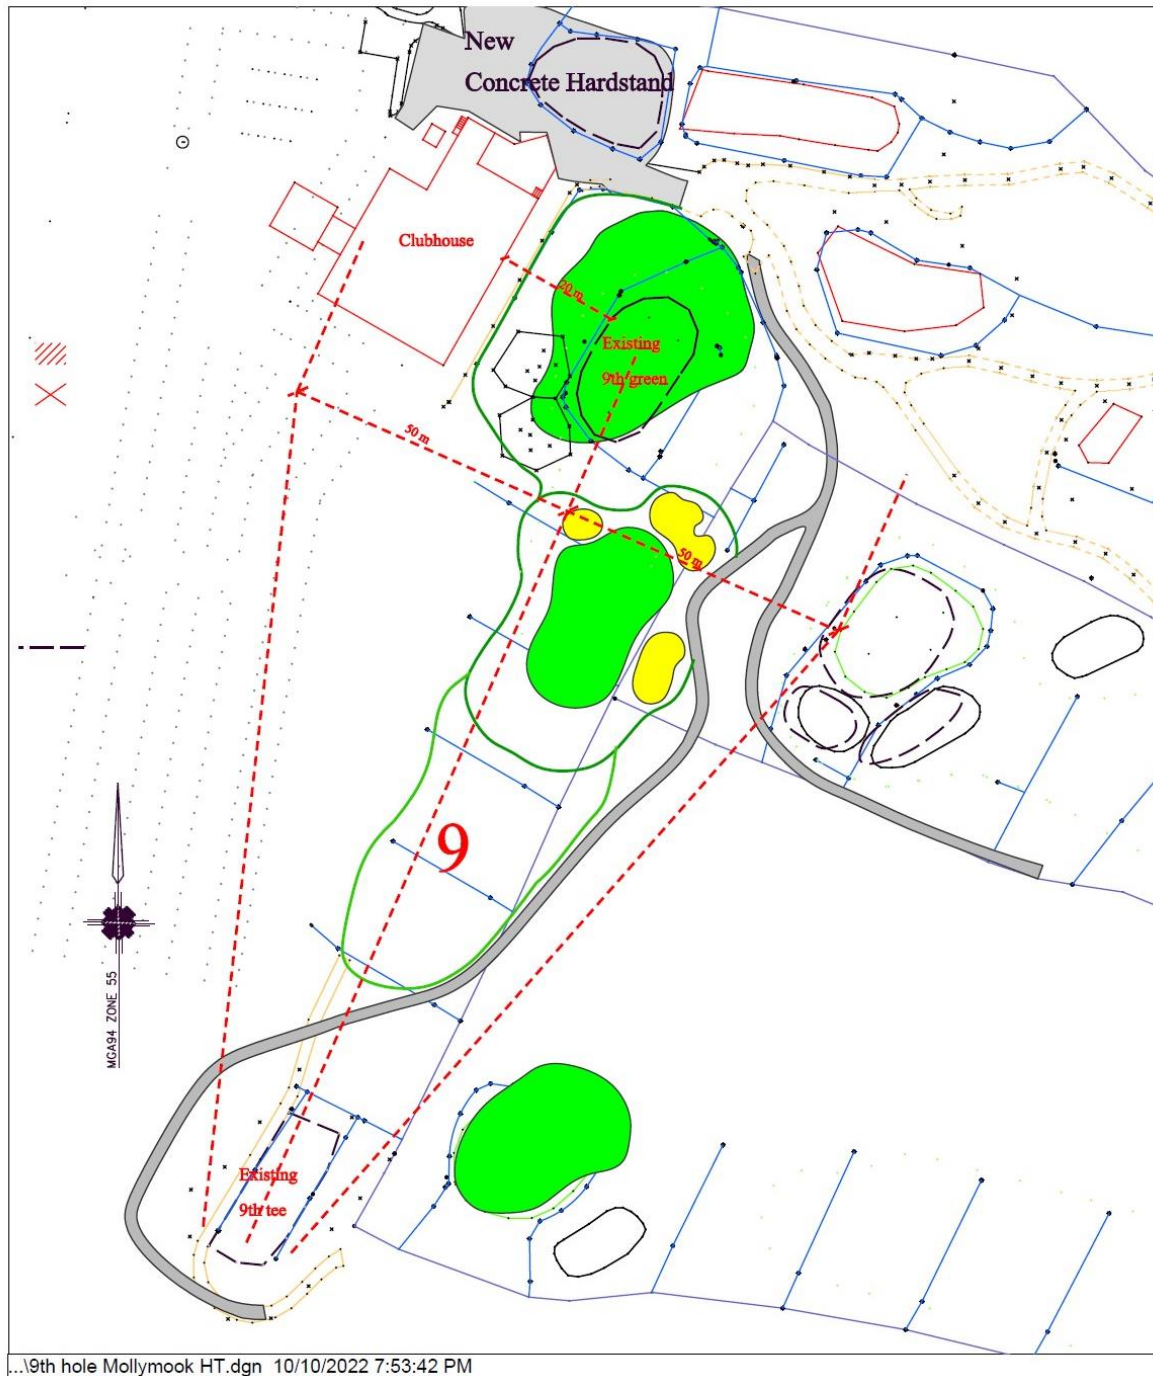 New
Concrete Hardstand
Clubhouse
20 m
Existing
9th green
50 m
50 m
9
MGA94 ZONE 55
Existing
9th tee
...\9th hole Mollymook HT.dgn 10/10/2022 7:53:42 PM